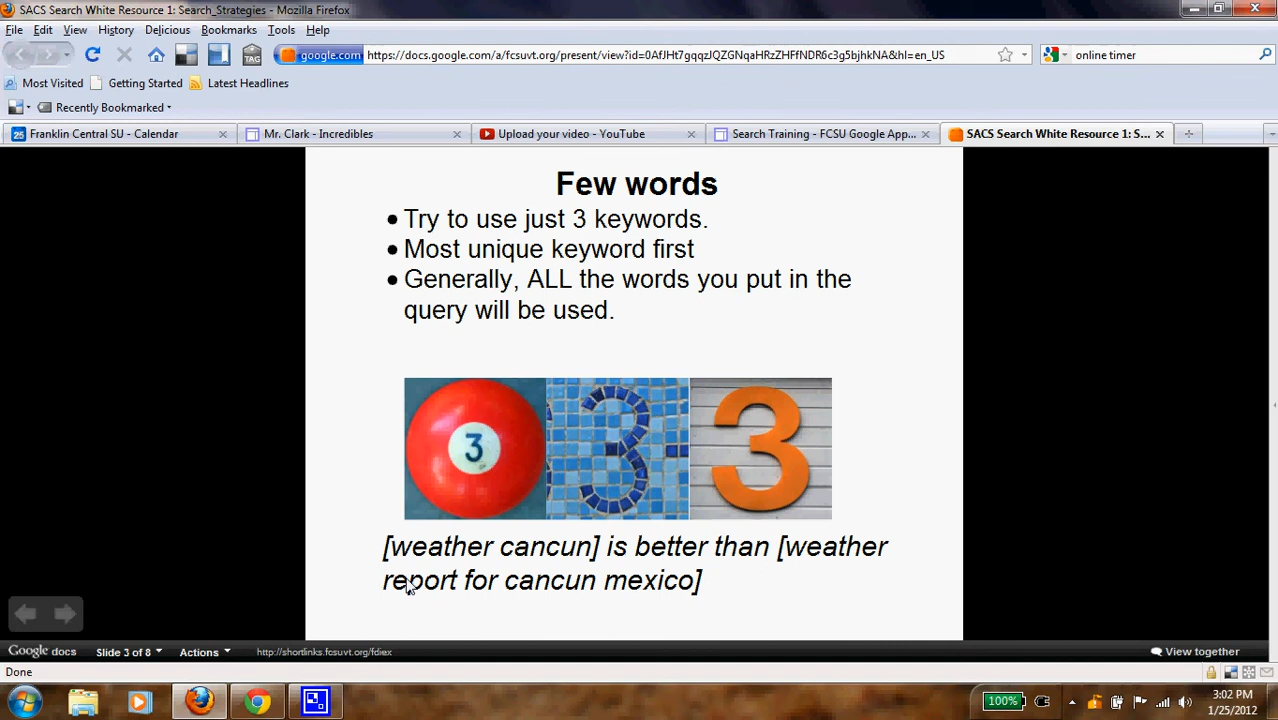 SACS Search White Resource 1: Search_Strategies - Mozilla Firefox
File Edit View History Delicious Bookmarks Tools Help
TAG google.com https://docs.google.com/a/fcsuvt.org/present/view?id=0AfJHt7gqqzJQZGNqaHRzZHFfNDR6c3g5bjhkNA&hl=en_US online timer
Most Visited Getting Started Latest Headlines
Recently Bookmarked
25 Franklin Central SU - Calendar Mr. Clark - Incredibles Upload your video - YouTube Search Training - FCSU Google App... SACS Search White Resource 1: S...
Few words
• Try to use just 3 keywords.
• Most unique keyword first
• Generally, ALL the words you put in the
query will be used.
3 3 3
[weather cancun] is better than [weather
report for cancun mexico]
Google docs Slide 3 of 8 Actions http://shortlinks.fcsuvt.org/fdiex View together
Done
100% 3:02 PM
1/25/2012